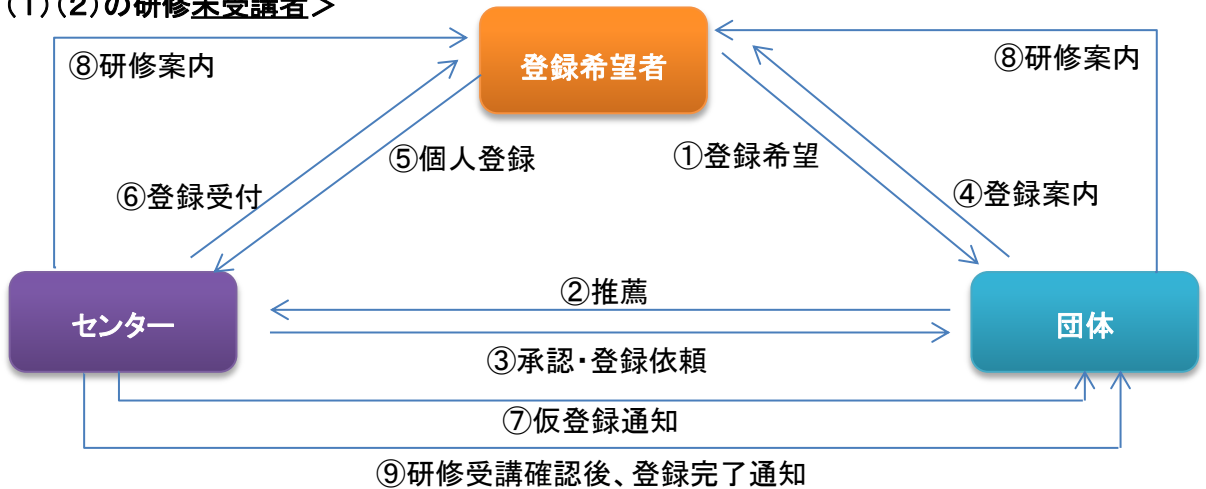 (1)(2)の研修未受講者>
登録希望者
⑧研修案内
⑧研修案内
⑤個人登録
①登録希望
⑥登録受付
④登録案内
②推薦
センター
団体
③承認・登録依頼
⑦仮登録通知
⑨研修受講確認後、登録完了通知